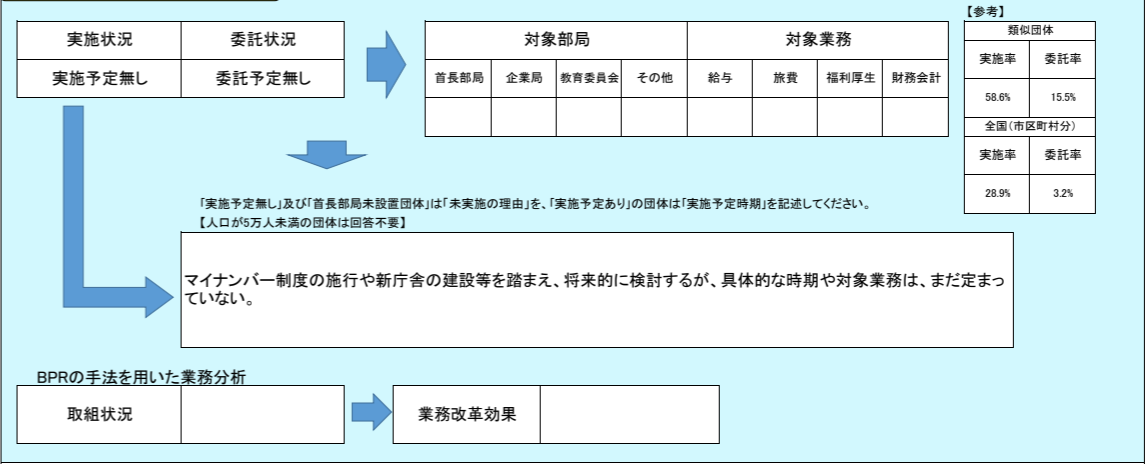 【参考】
実施状況 委託状況
実施予定無し 委託予定無し
対象部局 対象業務
首長部局 企業局 教育委員会 その他 給与 旅費 福利厚生 財務会計
類似団体
実施率 委託率
58.6% 15.5%
全国(市区町村分)
実施率 委託率
28.9% 3.2%
「実施予定無し」及び「首長部局未設置団体」は「未実施の理由」を、「実施予定あり」の団体は「実施予定時期」を記述してください。
【人口が5万人未満の団体は回答不要】
マイナンバー制度の施行や新庁舎の建設等を踏まえ、将来的に検討するが、具体的な時期や対象業務は、まだ定まっ
ていない。
BPRの手法を用いた業務分析
取組状況
業務改革効果